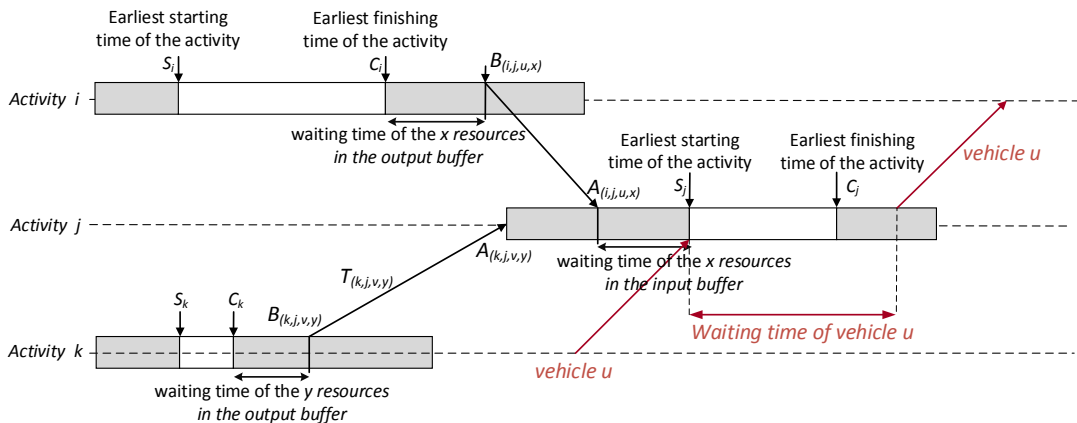 Earliest starting
time of the activity
Earliest finishing
time of the activity
S_i
C_i
B_(i,j,u,x)
Activity i
waiting time of the x resources
in the output buffer
Earliest starting
time of the activity
Earliest finishing
time of the activity
vehicle u
A_(i,j,u,x)
S_j
C_j
Activity j
A_(k,j,v,y)
waiting time of the x resources
in the input buffer
T_(k,j,v,y)
S_k
C_k
B_(k,j,v,y)
Waiting time of vehicle u
Activity k
vehicle u
waiting time of the y resources
in the output buffer